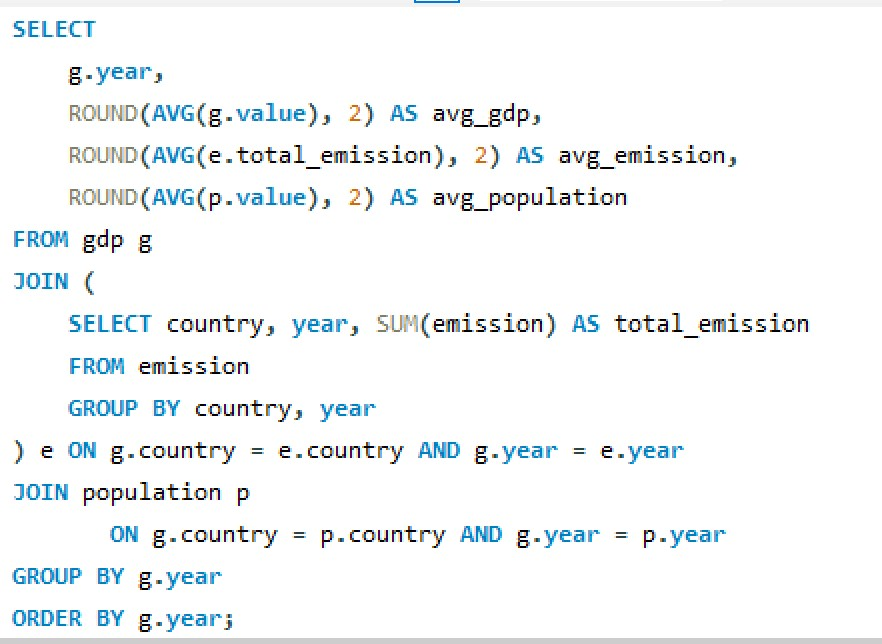 SELECT
g.year,
ROUND(AVG(g.value), 2) AS avg_gdp,
ROUND(AVG(e.total_emission), 2) AS avg_emission,
ROUND(AVG(p.value), 2) AS avg_population
FROM gdp g
JOIN (
SELECT country, year, SUM(emission) AS total_emission
FROM emission
GROUP BY country, year
) e ON g.country = e.country AND g.year = e.year
JOIN population p
ON g.country = p.country AND g.year = p.year
GROUP BY g.year
ORDER BY g.year;